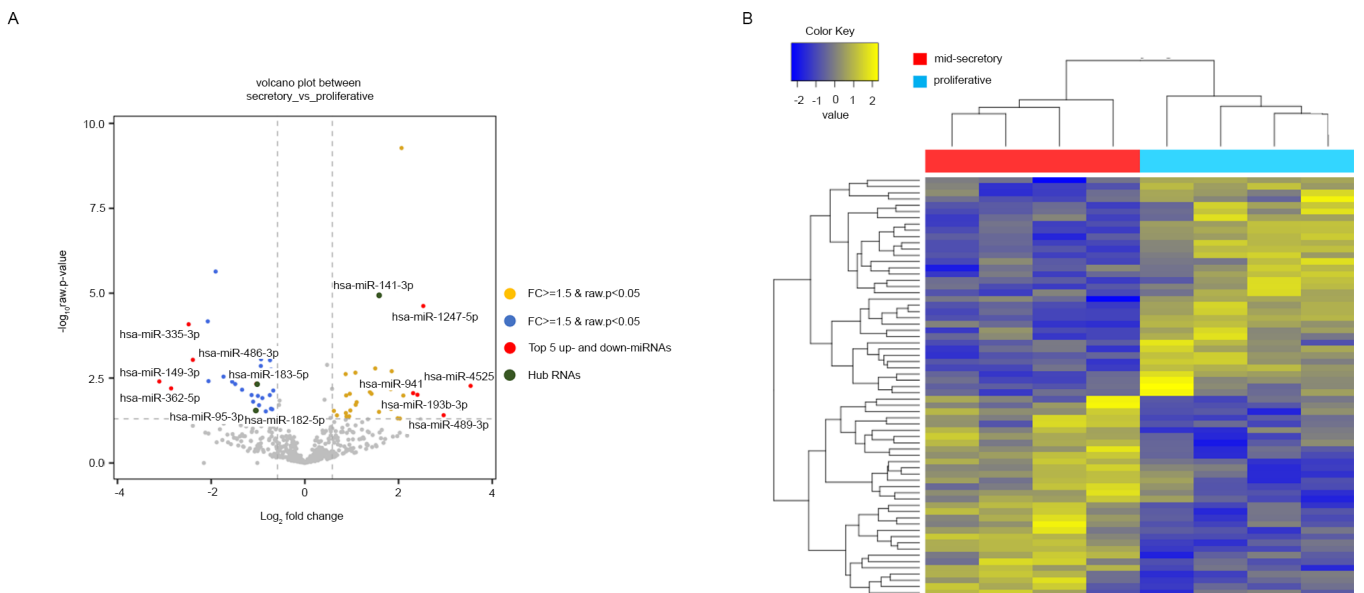 A
volcano plot between
secretory_vs_proliferative
10.0
7.5
5.0
2.5
0.0
-log10raw.p-value
-4
-2
0
2
4
Log2 fold change
hsa-miR-141-3p
hsa-miR-1247-5p
hsa-miR-335-3p
hsa-miR-486-3p
hsa-miR-149-3p
hsa-miR-183-5p
hsa-miR-362-5p
hsa-miR-941
hsa-miR-4525
hsa-miR-193b-3p
hsa-miR-95-3p
hsa-miR-182-5p
hsa-miR-489-3p
FC>=1.5 & raw.p<0.05
FC>=1.5 & raw.p<0.05
Top 5 up- and down-miRNAs
Hub RNAs
B
Color Key
-2 -1 0 1 2
value
mid-secretory
proliferative